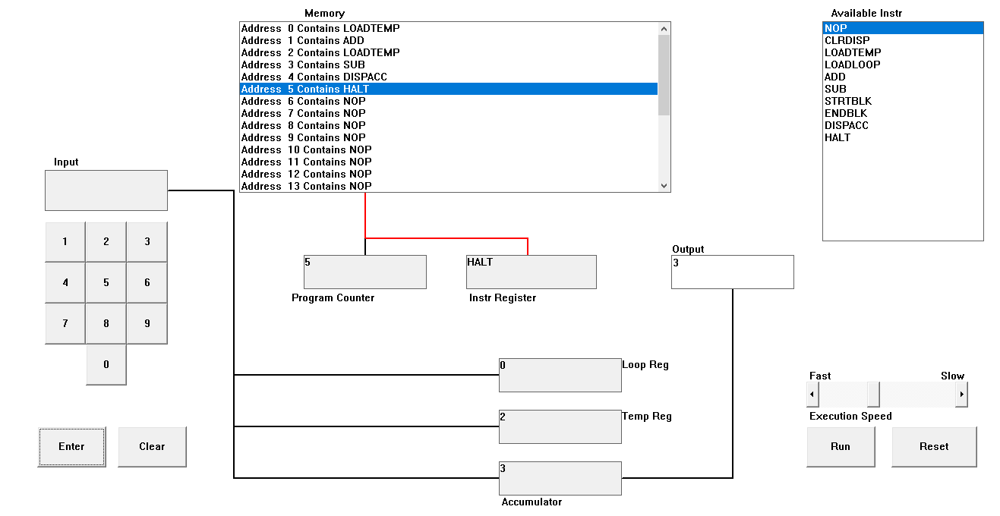 Memory
Address 0 Contains LOADTEMP
Address 1 Contains ADD
Address 2 Contains LOADTEMP
Address 3 Contains SUB
Address 4 Contains DISPACC
Address 5 Contains HALT
Address 6 Contains NOP
Address 7 Contains NOP
Address 8 Contains NOP
Address 9 Contains NOP
Address 10 Contains NOP
Address 11 Contains NOP
Address 12 Contains NOP
Address 13 Contains NOP
Available Instr
NOP
CLRDISP
LOADTEMP
LOADLOOP
ADD
SUB
STRTBLK
ENDBLK
DISPACC
HALT
Input
1 2 3
4 5 6
7 8 9
0
Enter Clear
5
Program Counter
HALT
Instr Register
Output
3
0 Loop Reg
2 Temp Reg
3
Accumulator
Fast Slow
Execution Speed
Run Reset